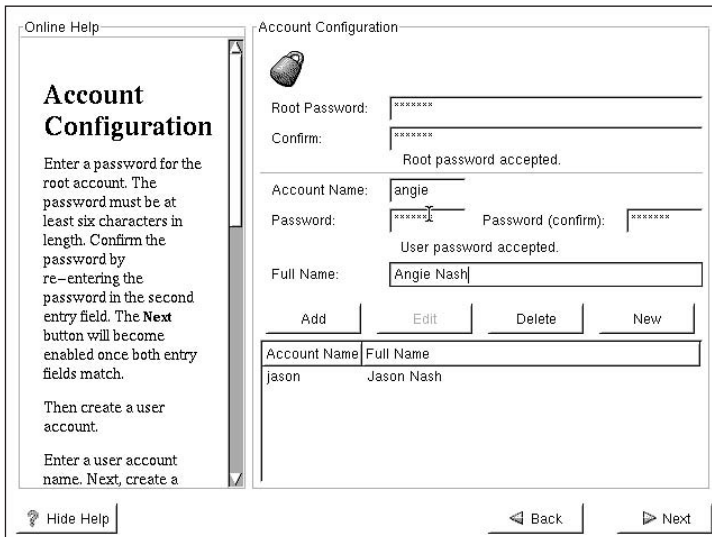 Online Help
Account
Configuration
Enter a password for the
root account. The
password must be at
least six characters in
length. Confirm the
password by
re-entering the
password in the second
entry field. The Next
button will become
enabled once both entry
fields match.
Then create a user
account.
Enter a user account
name. Next, create a
Hide Help
Account Configuration
Root Password: *******
Confirm: *******
Root password accepted.
Account Name: angie
Password: ******* Password (confirm): *******
User password accepted.
Full Name: Angie Nash
Add Edit Delete New
Account Name Full Name
jason Jason Nash
Back Next